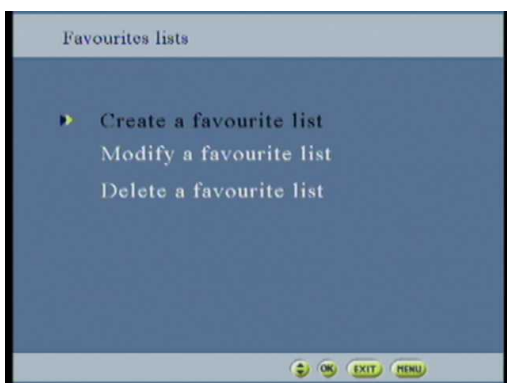 Favourites lists
Create a favourite list
Modify a favourite list
Delete a favourite list
OK EXIT MENU